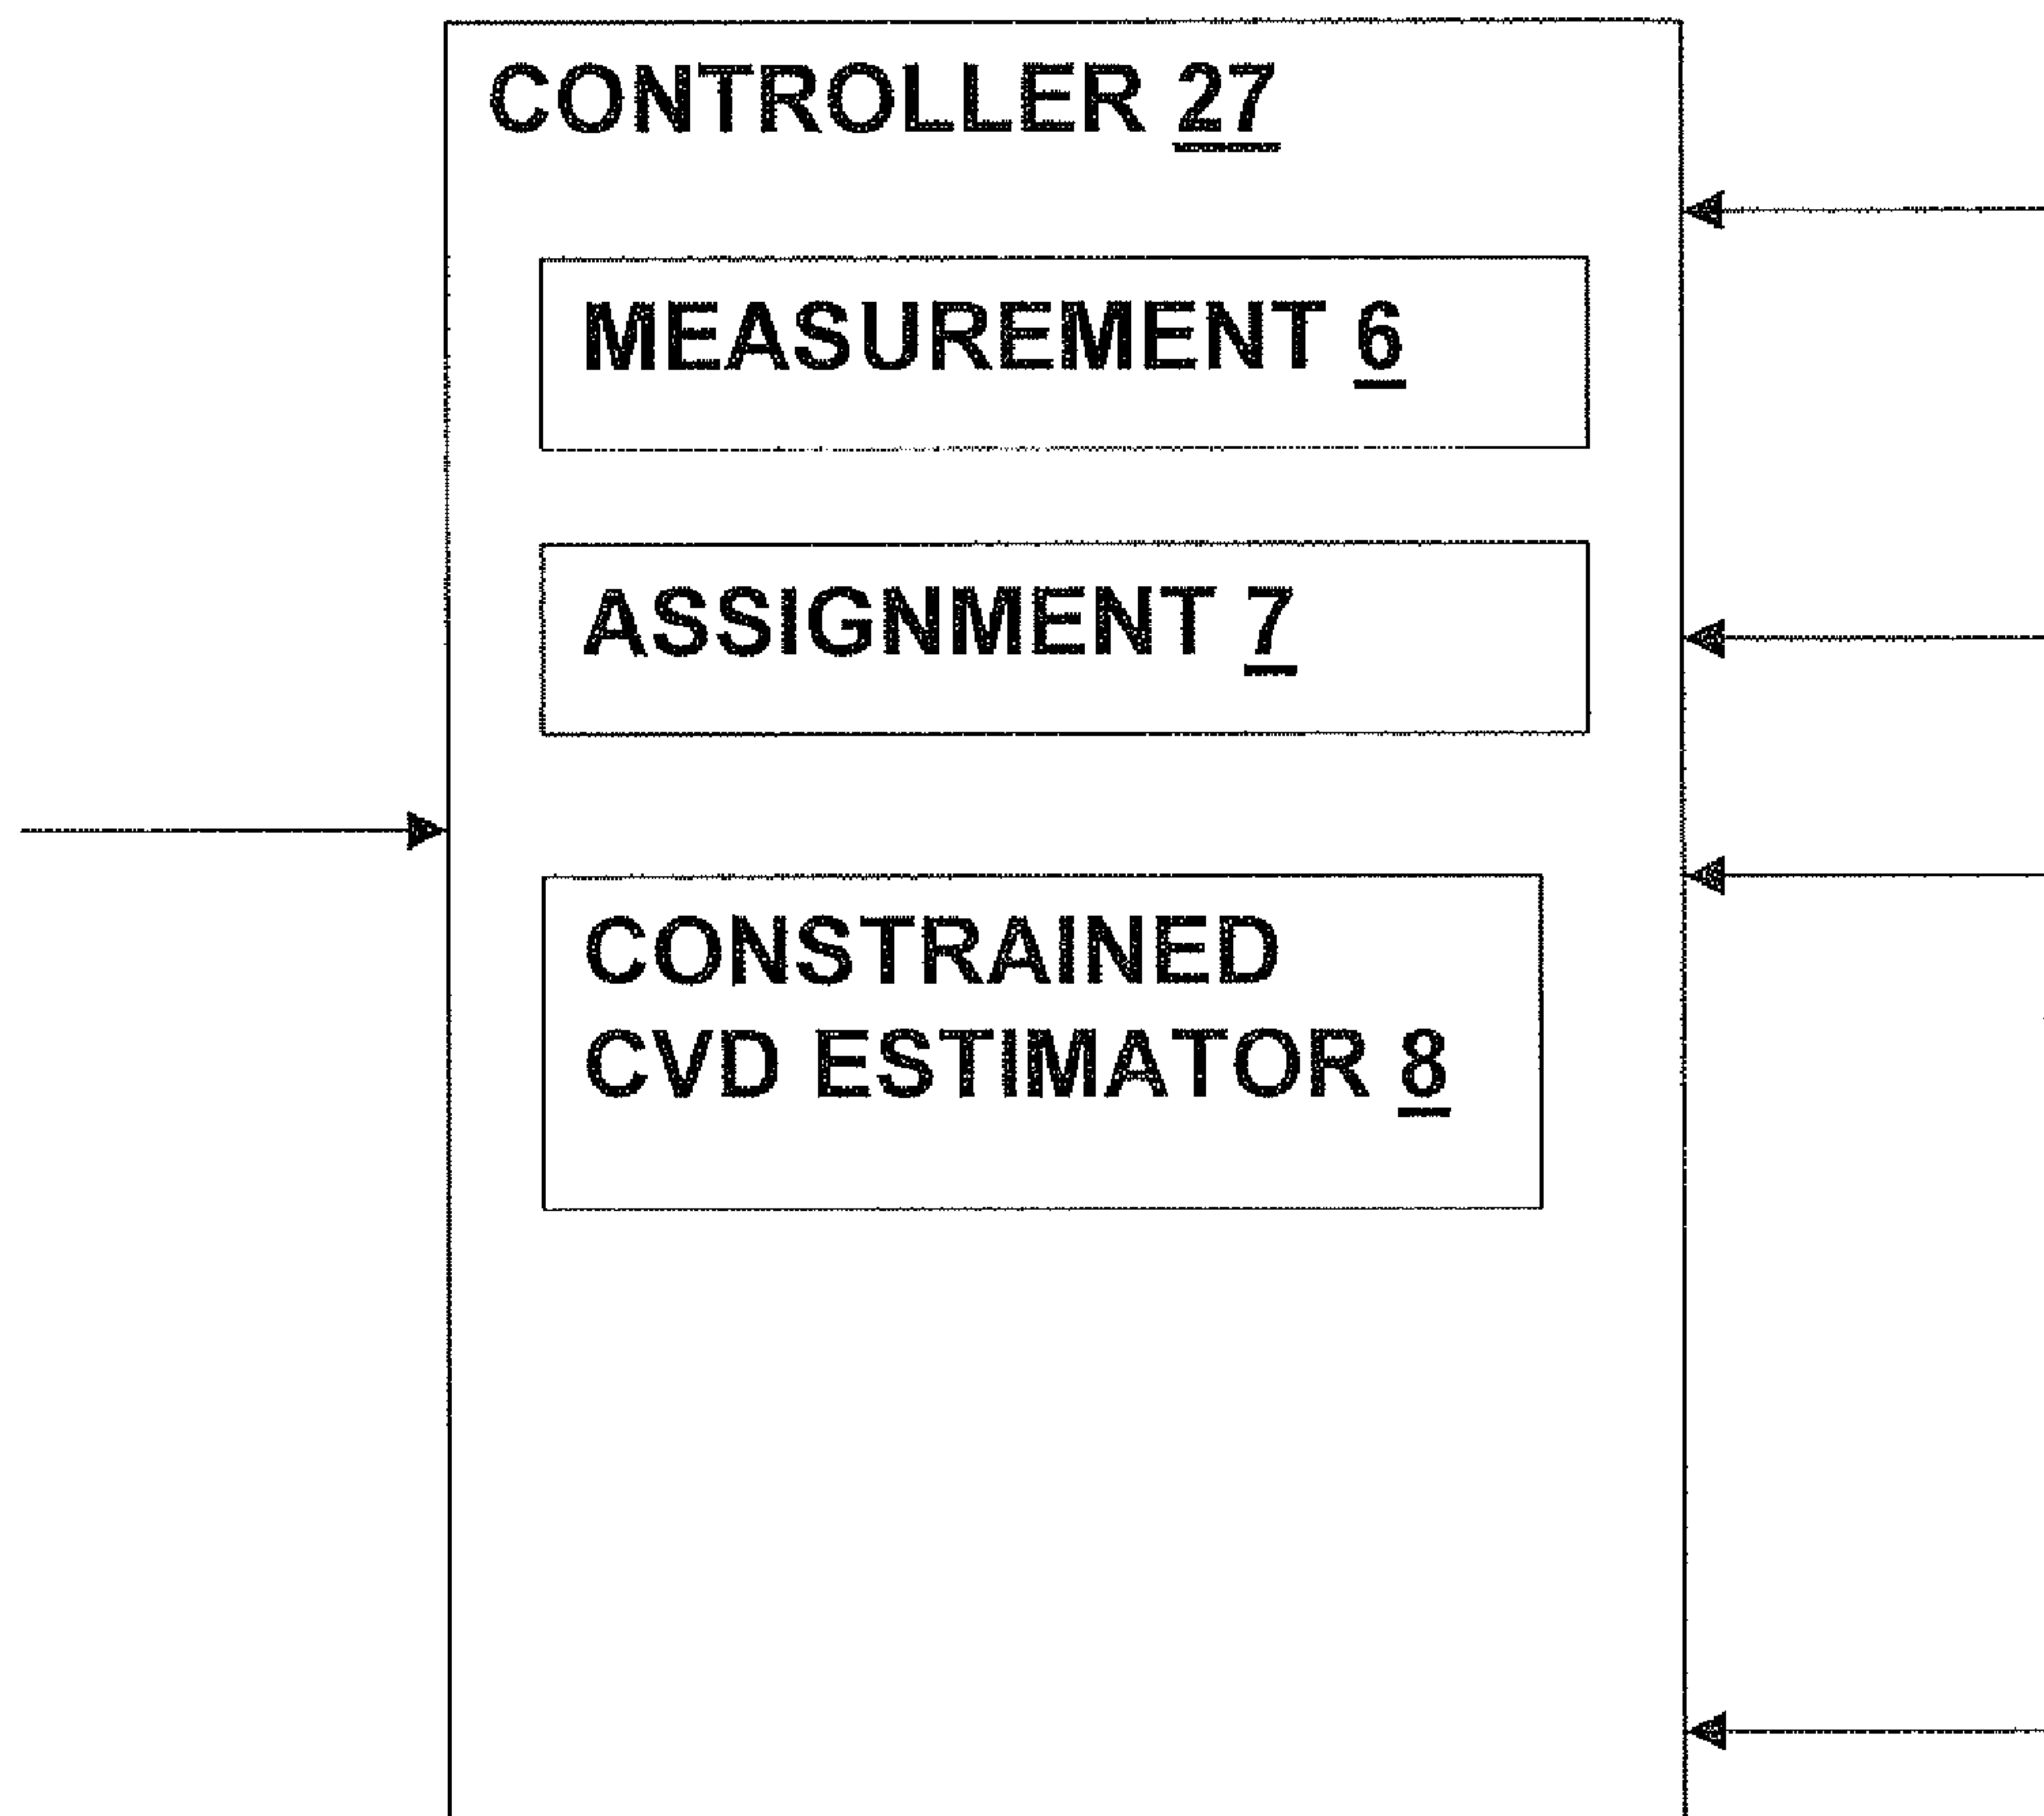 CONTROLLER 27
MEASUREMENT 6
ASSIGNMENT 7
CONSTRAINED
CVD ESTIMATOR 8